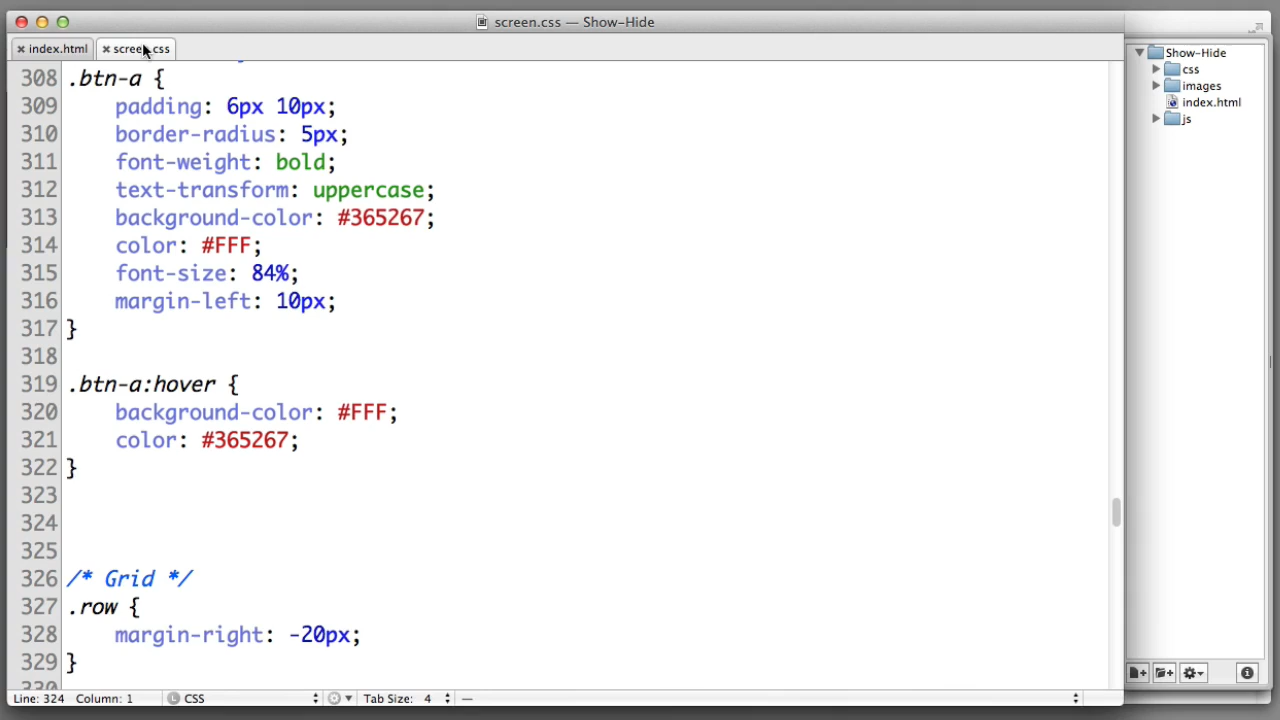 screen.css — Show-Hide
index.html
screen.css
308 .btn-a {
309 padding: 6px 10px;
310 border-radius: 5px;
311 font-weight: bold;
312 text-transform: uppercase;
313 background-color: #365267;
314 color: #FFF;
315 font-size: 84%;
316 margin-left: 10px;
317 }
318
319 .btn-a:hover {
320 background-color: #FFF;
321 color: #365267;
322 }
323
324
325
326 /* Grid */
327 .row {
328 margin-right: -20px;
329 }
330
Line: 324 Column: 1
CSS
Tab Size: 4
—
Show-Hide
css
images
index.html
js